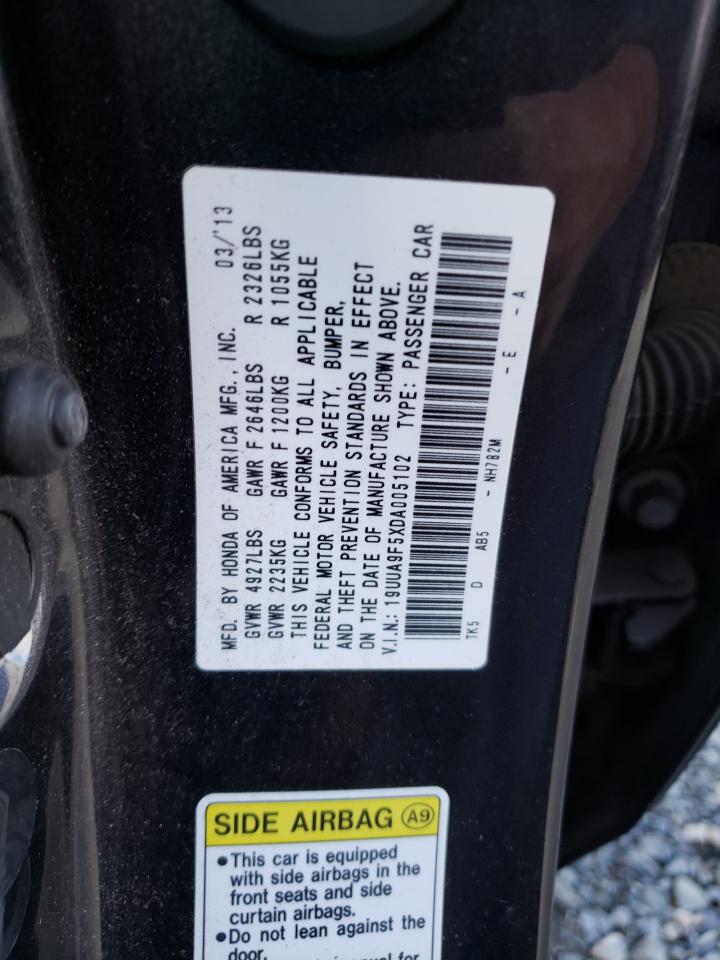 MFD. BY HONDA OF AMERICA MFG., INC. 03/'13
GVWR 4927LBS GAWR F 2646LBS R 2326LBS
GVWR 2235KG GAWR F 1200KG R 1055KG
THIS VEHICLE CONFORMS TO ALL APPLICABLE
FEDERAL MOTOR VEHICLE SAFETY, BUMPER,
AND THEFT PREVENTION STANDARDS IN EFFECT
ON THE DATE OF MANUFACTURE SHOWN ABOVE.
V.I.N.: 19UUA9F5XDA005102 TYPE: PASSENGER CAR
TK5 D AB5 - NH782M - E - A
SIDE AIRBAG A9
•This car is equipped
with side airbags in the
front seats and side
curtain airbags.
•Do not lean against the
door.
manual for